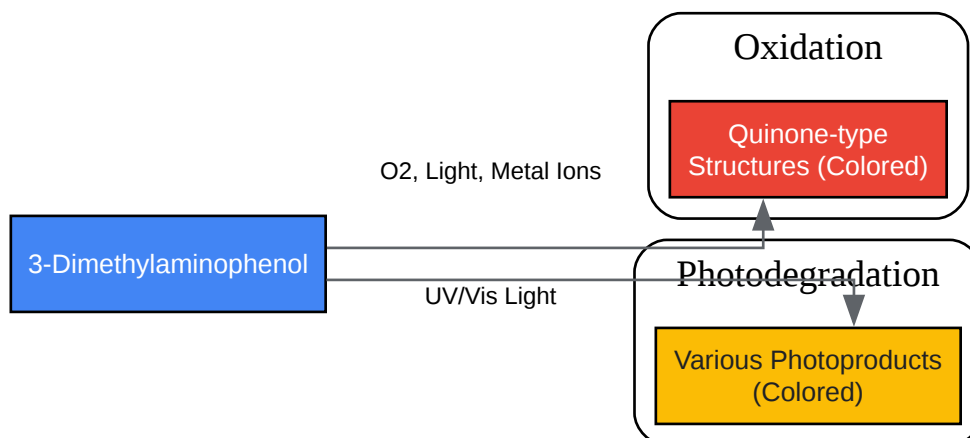 Oxidation
Quinone-type
Structures (Colored)
O2, Light, Metal Ions
3-Dimethylaminophenol
UV/Vis Light
Photodegradation
Various Photoproducts
(Colored)